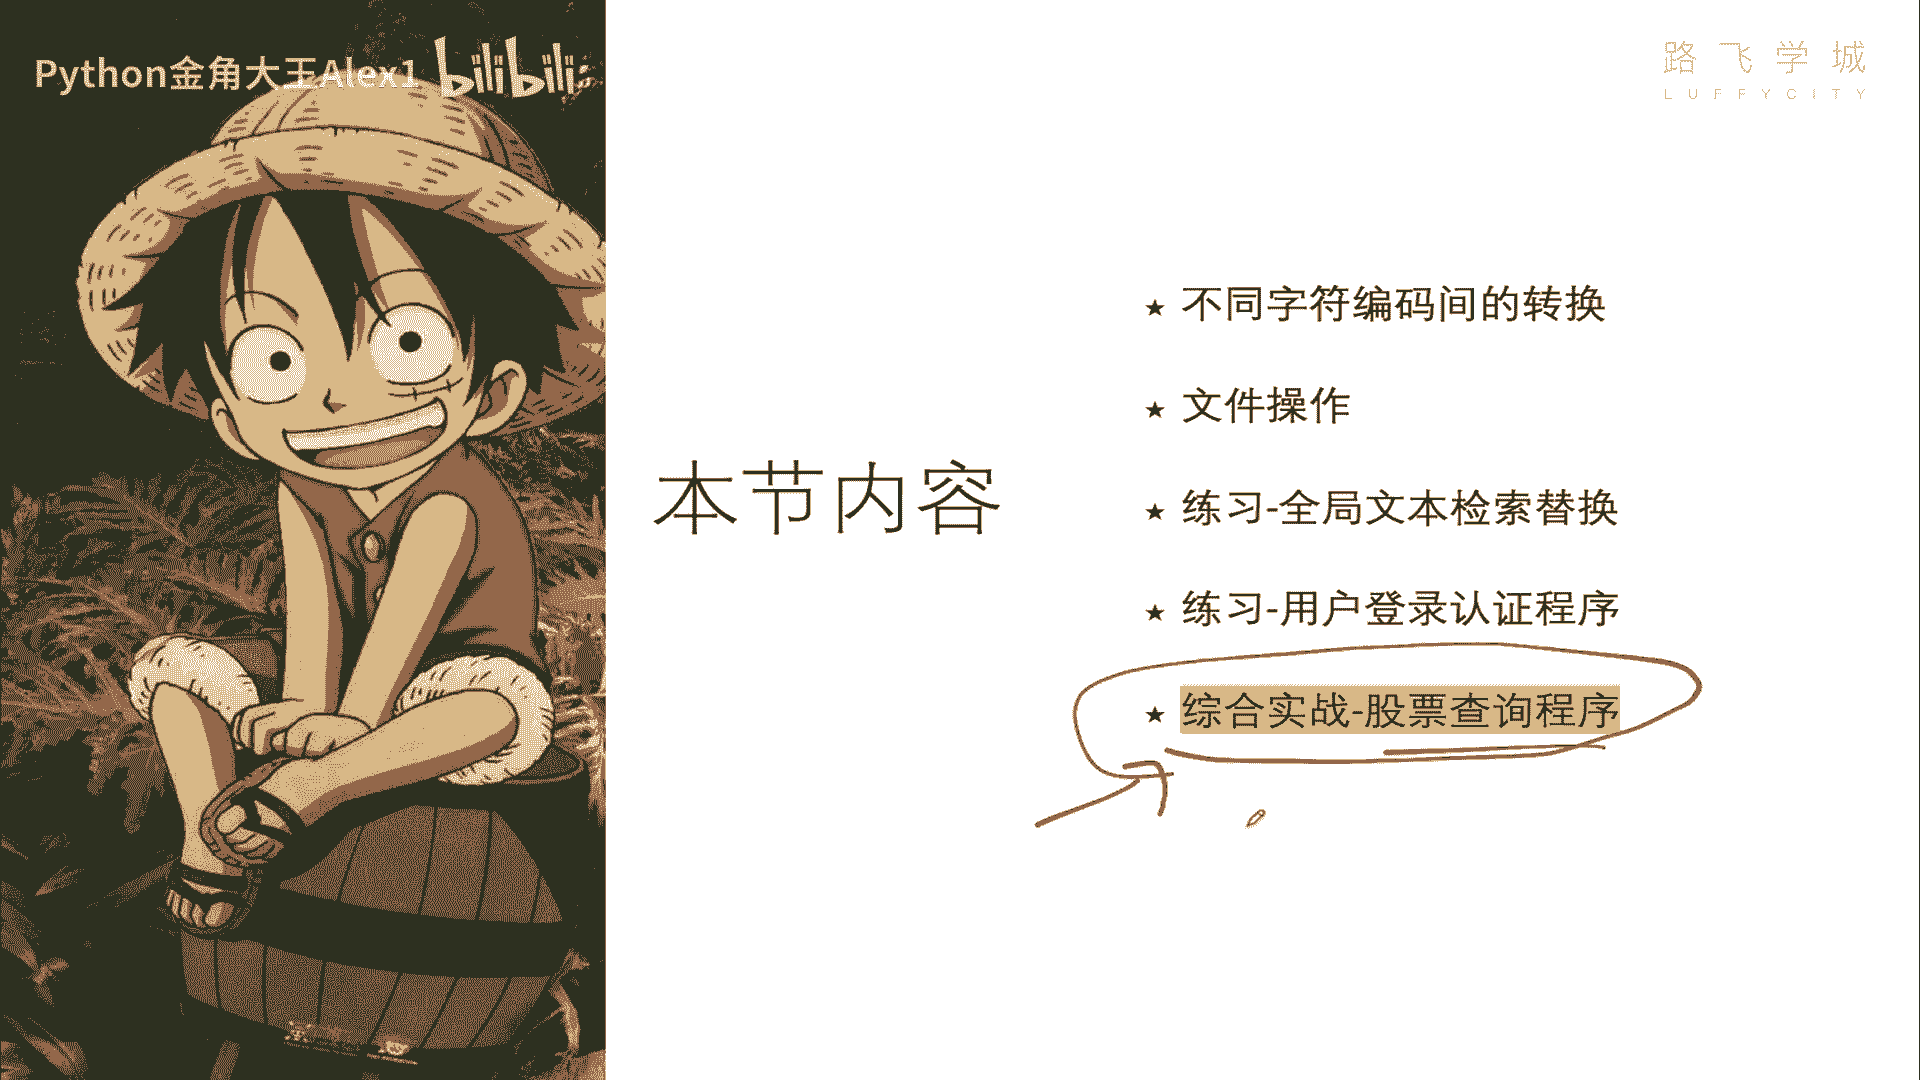 Python金角大王Alex1 bilibili
路飞学城
LUFFYCITY
本节内容
★ 不同字符编码间的转换
★ 文件操作
★ 练习-全局文本检索替换
★ 练习-用户登录认证程序
★ 综合实战-股票查询程序